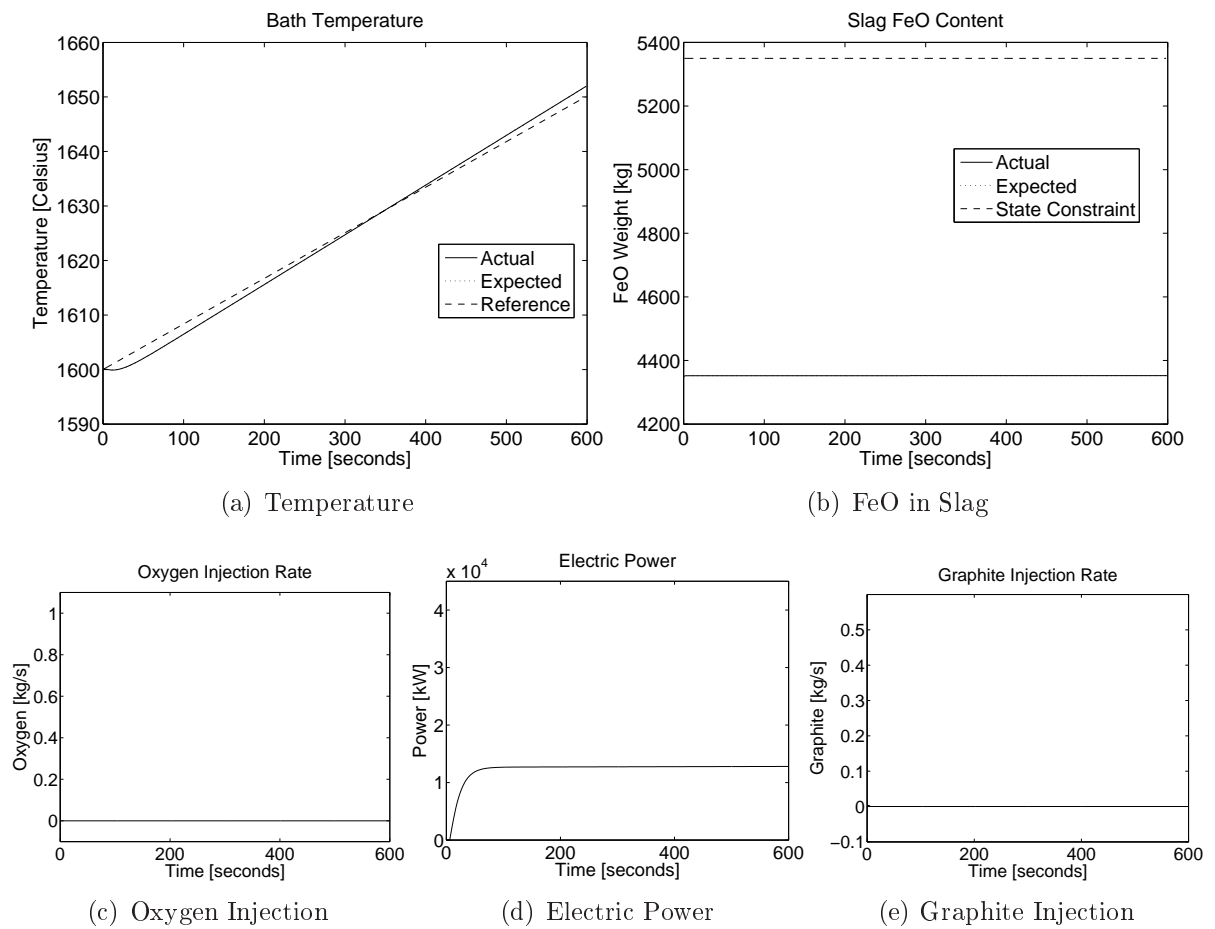 Bath Temperature
1660
1650
1640
1630
1620
1610
1600
1590
Temperature [Celsius]
Actual
Expected
Reference
0 100 200 300 400 500 600
Time [seconds]
(a) Temperature
Slag FeO Content
5400
5200
5000
4800
4600
4400
4200
FeO Weight [kg]
Actual
Expected
State Constraint
0 100 200 300 400 500 600
Time [seconds]
(b) FeO in Slag
Oxygen Injection Rate
1
0.8
0.6
0.4
0.2
0
Oxygen [kg/s]
0 200 400 600
Time [seconds]
(c) Oxygen Injection
Electric Power
x 10^4
4
3
2
1
0
Power [kW]
0 200 400 600
Time [seconds]
(d) Electric Power
Graphite Injection Rate
0.5
0.4
0.3
0.2
0.1
0
−0.1
Graphite [kg/s]
0 200 400 600
Time [seconds]
(e) Graphite Injection